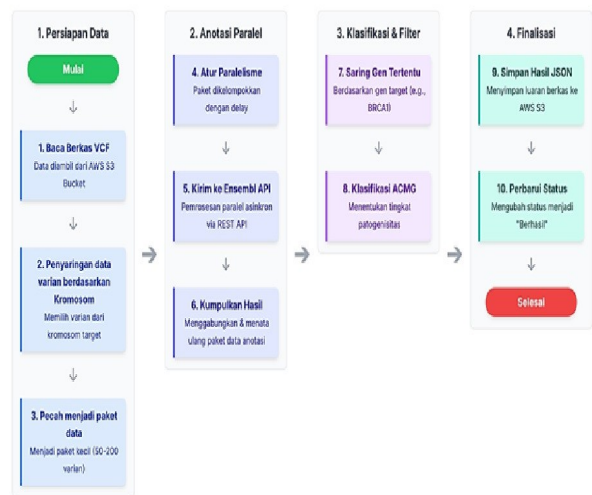 1. Persiapan Data
Mulai
1. Baca Berkas VCF
Data diambil dari AWS S3
Bucket
2. Penyaringan data
varian berdasarkan
Kromosom
Memilih varian dari
kromosom target
3. Pecah menjadi paket
data
Menjadi paket kecil (50-200
varian)
2. Anotasi Paralel
4. Atur Paralelisme
Paket dikelompokkan
dengan delay
5. Kirim ke Ensembl API
Pemrosesan paralel asinkron
via REST API
6. Kumpulkan Hasil
Menggabungkan & menata
ulang paket data anotasi
3. Klasifikasi & Filter
7. Saring Gen Tertentu
Berdasarkan gen target (e.g.,
BRCA1)
8. Klasifikasi ACMG
Menentukan tingkat
patogenisitas
4. Finalisasi
9. Simpan Hasil JSON
Menyimpan luaran berkas ke
AWS S3
10. Perbarui Status
Mengubah status menjadi
"Berhasil"
Selesai